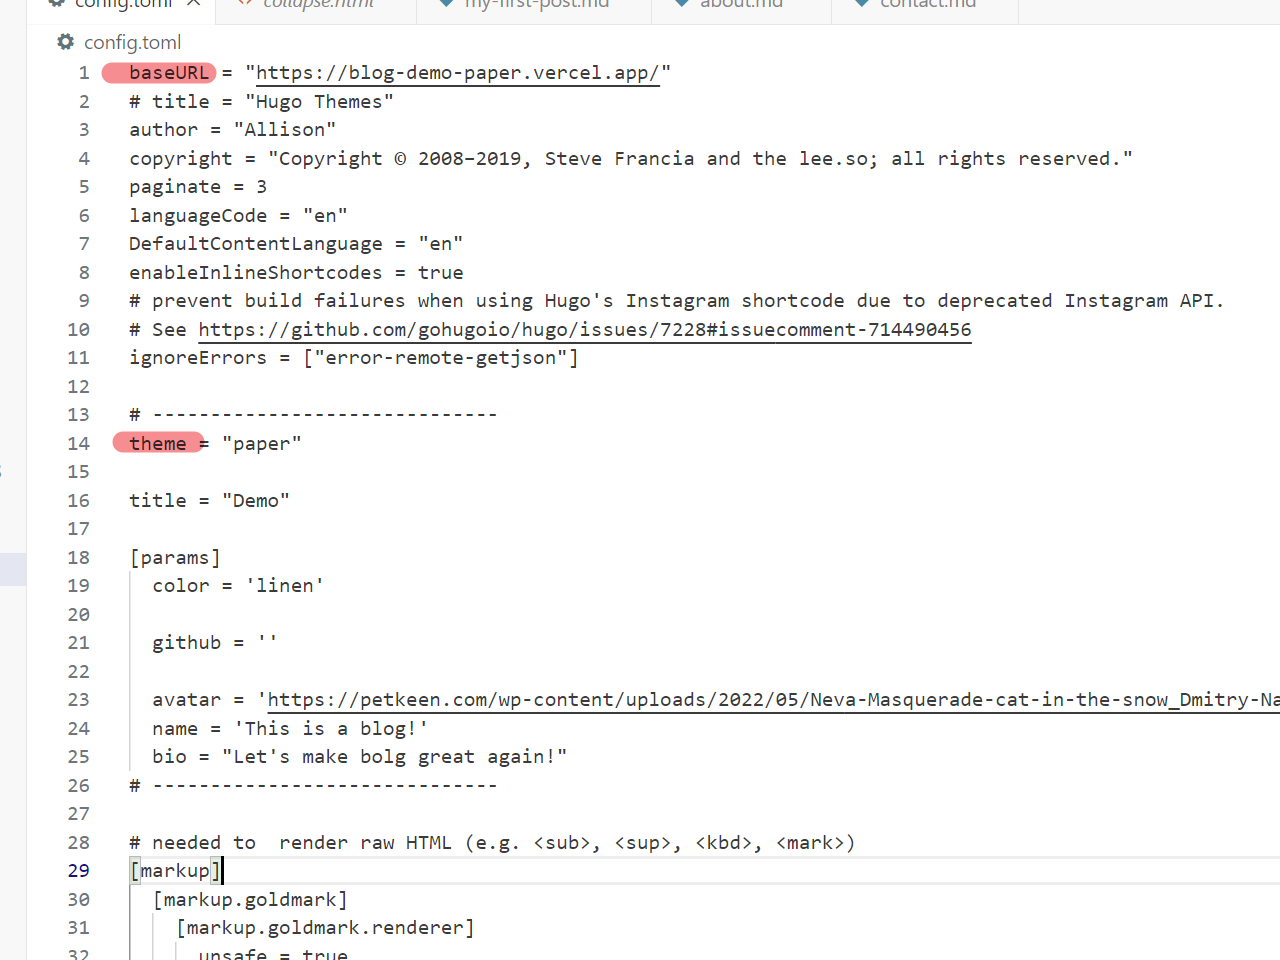 config.toml collapse.html my-first-post.md about.md contact.md
config.toml
1 baseURL = "https://blog-demo-paper.vercel.app/"
2 # title = "Hugo Themes"
3 author = "Allison"
4 copyright = "Copyright © 2008–2019, Steve Francia and the lee.so; all rights reserved."
5 paginate = 3
6 languageCode = "en"
7 DefaultContentLanguage = "en"
8 enableInlineShortcodes = true
9 # prevent build failures when using Hugo's Instagram shortcode due to deprecated Instagram API.
10 # See https://github.com/gohugoio/hugo/issues/7228#issuecomment-714490456
11 ignoreErrors = ["error-remote-getjson"]
12
13 # ------------------------------
14 theme = "paper"
15
16 title = "Demo"
17
18 [params]
19 color = 'linen'
20
21 github = ''
22
23 avatar = 'https://petkeen.com/wp-content/uploads/2022/05/Neva-Masquerade-cat-in-the-snow_Dmitry-Na
24 name = 'This is a blog!'
25 bio = "Let's make bolg great again!"
26 # ------------------------------
27
28 # needed to  render raw HTML (e.g. <sub>, <sup>, <kbd>, <mark>)
29 [markup]
30 [markup.goldmark]
31 [markup.goldmark.renderer]
32 unsafe = true